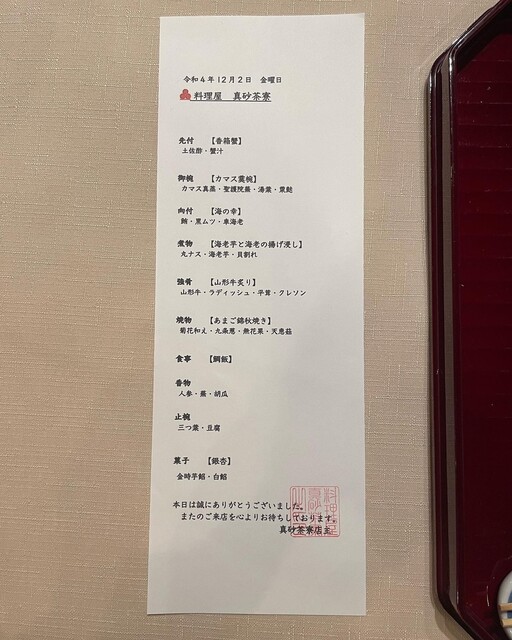 令和4年12月2日 金曜日
料理屋 真砂茶寮
先付 【香箱蟹】
土佐酢・蟹汁
御椀 【カマス薫椀】
カマス真蒸・聖護院蕪・湯葉・粟麩
向付 【海の幸】
鮪・黒ムツ・車海老
煮物 【海老芋と海老の揚げ浸し】
丸ナス・海老芋・貝割れ
強肴 【山形牛炙り】
山形牛・ラディッシュ・平茸・クレソン
焼物 【あまご錦秋焼き】
菊花和え・九条葱・無花果・天恵菇
食事 【鯛飯】
香物
人参・蕪・胡瓜
止椀
三つ葉・豆腐
菓子 【銀杏】
金時芋餡・白餡
本日は誠にありがとうございました。
またのご来店を心よりお待ちしております。
真砂茶寮店主